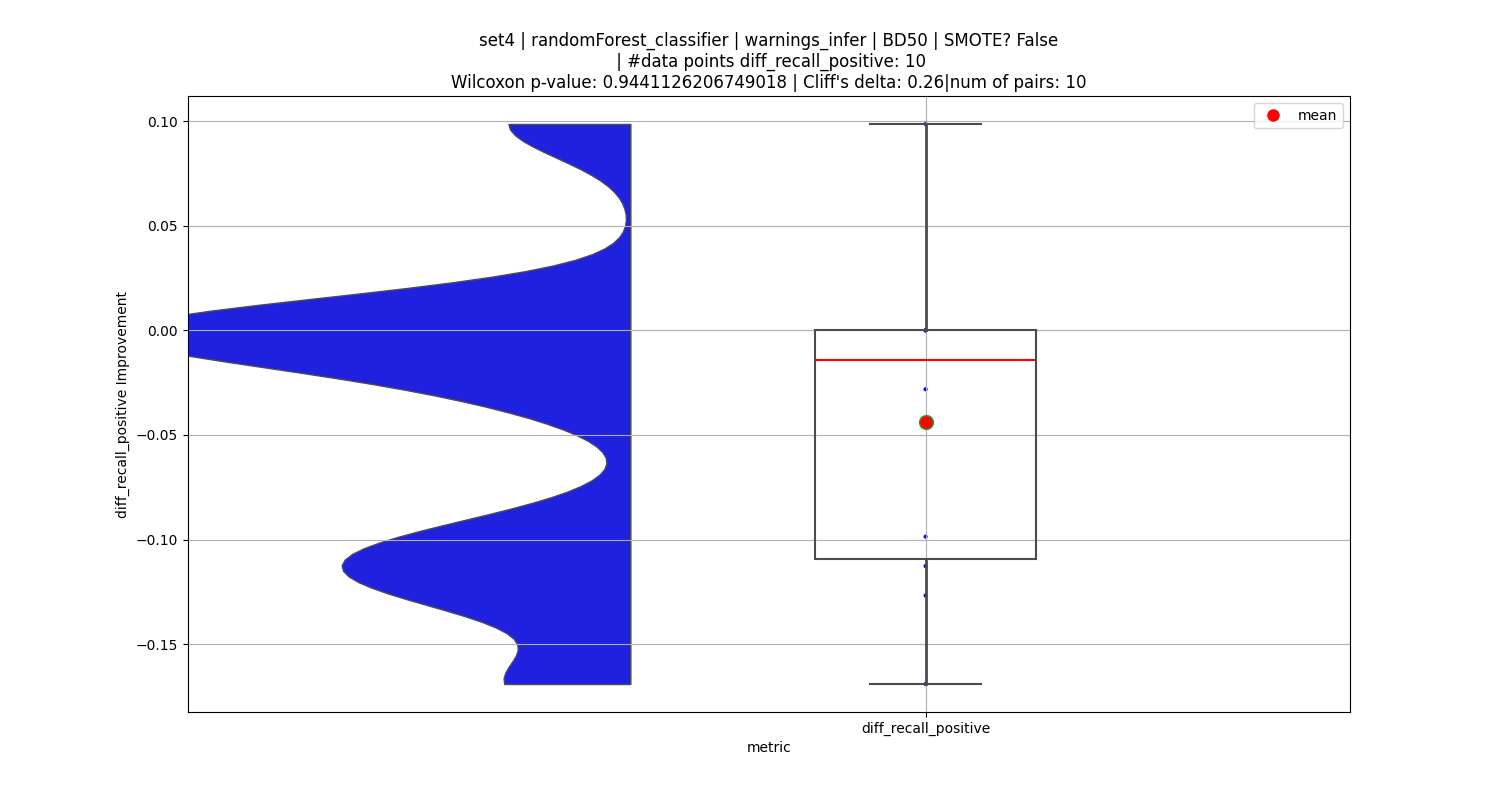 set4 | randomForest_classifier | warnings_infer | BD50 | SMOTE? False
| #data points diff_recall_positive: 10
Wilcoxon p-value: 0.9441126206749018 | Cliff's delta: 0.26|num of pairs: 10
mean
0.10
0.05
0.00
−0.05
−0.10
−0.15
diff_recall_positive Improvement
diff_recall_positive
metric